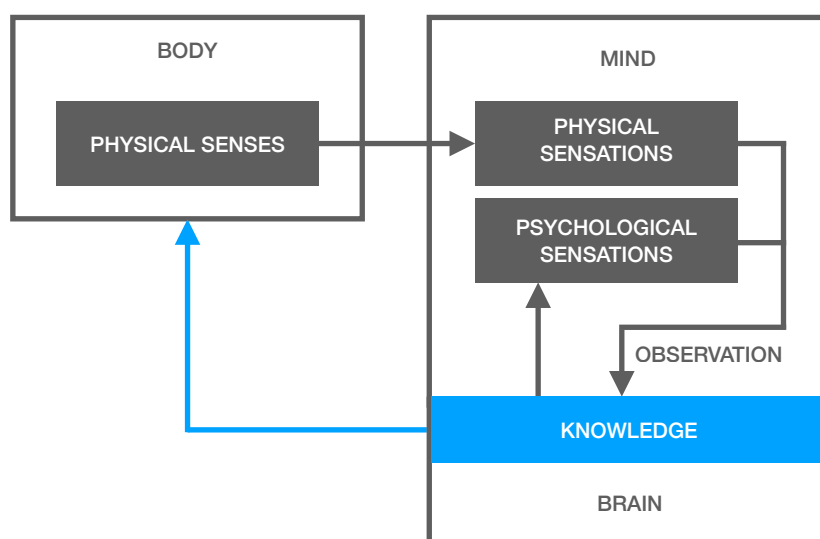 BODY
MIND
PHYSICAL SENSES
PHYSICAL
SENSATIONS
PSYCHOLOGICAL
SENSATIONS
OBSERVATION
KNOWLEDGE
BRAIN